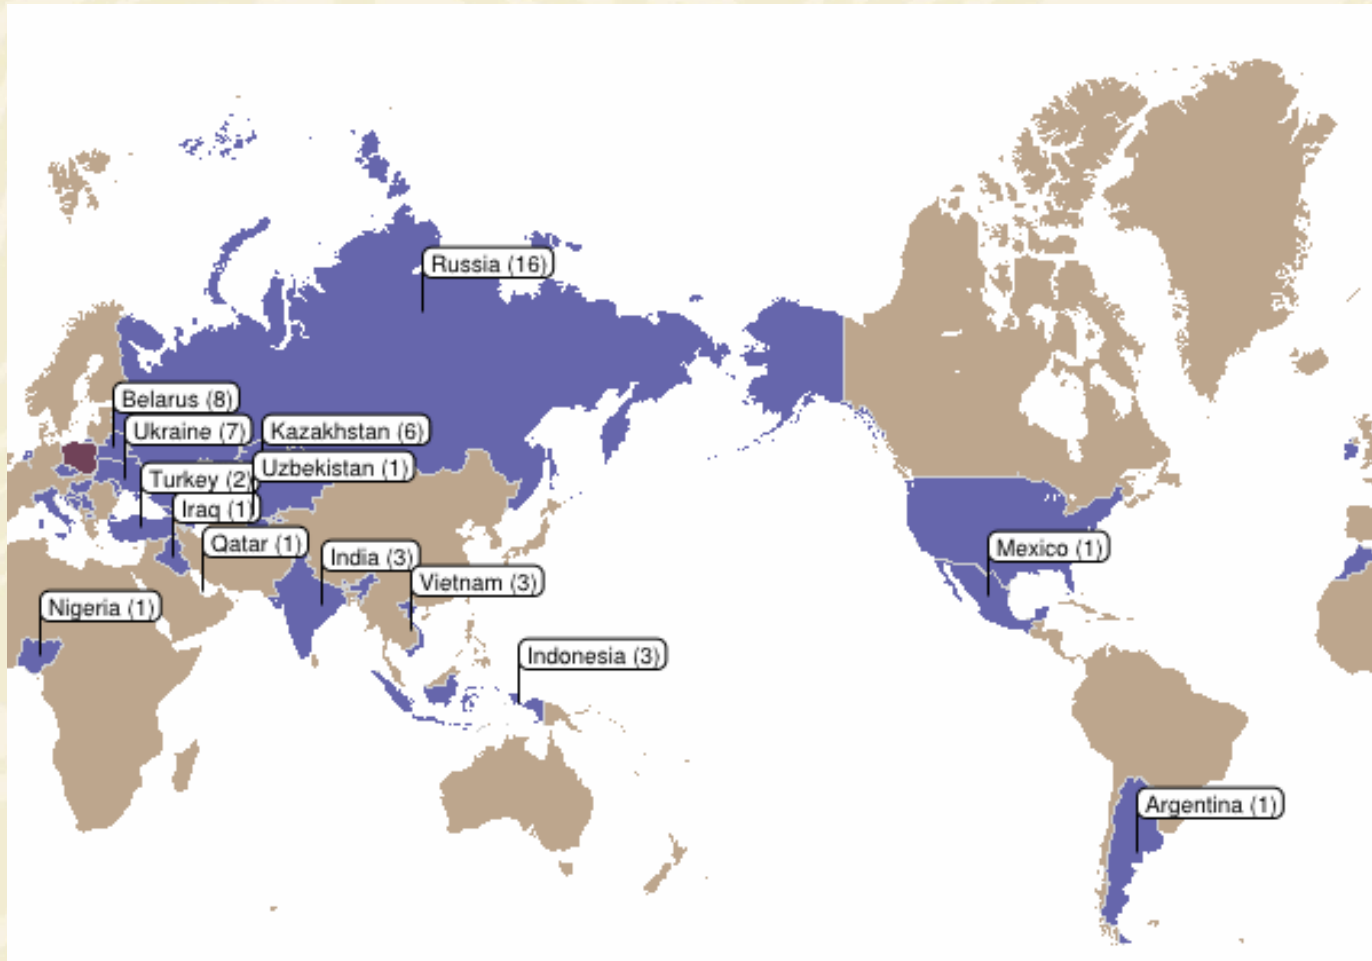 Russia (16)
Belarus (8)
Ukraine (7)
Kazakhstan (6)
Uzbekistan (1)
Turkey (2)
Iraq (1)
Qatar (1)
India (3)
Vietnam (3)
Mexico (1)
Nigeria (1)
Indonesia (3)
Argentina (1)